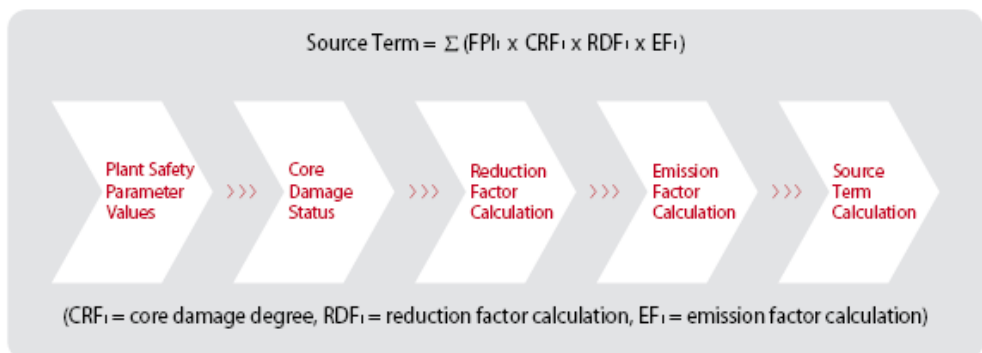 Source Term = Σ (FPIᵢ x CRFᵢ x RDFᵢ x EFᵢ)
Plant Safety
Parameter
Values
>>>
Core
Damage
Status
>>>
Reduction
Factor
Calculation
>>>
Emission
Factor
Calculation
>>>
Source
Term
Calculation
(CRFᵢ = core damage degree, RDFᵢ = reduction factor calculation, EFᵢ = emission factor calculation)